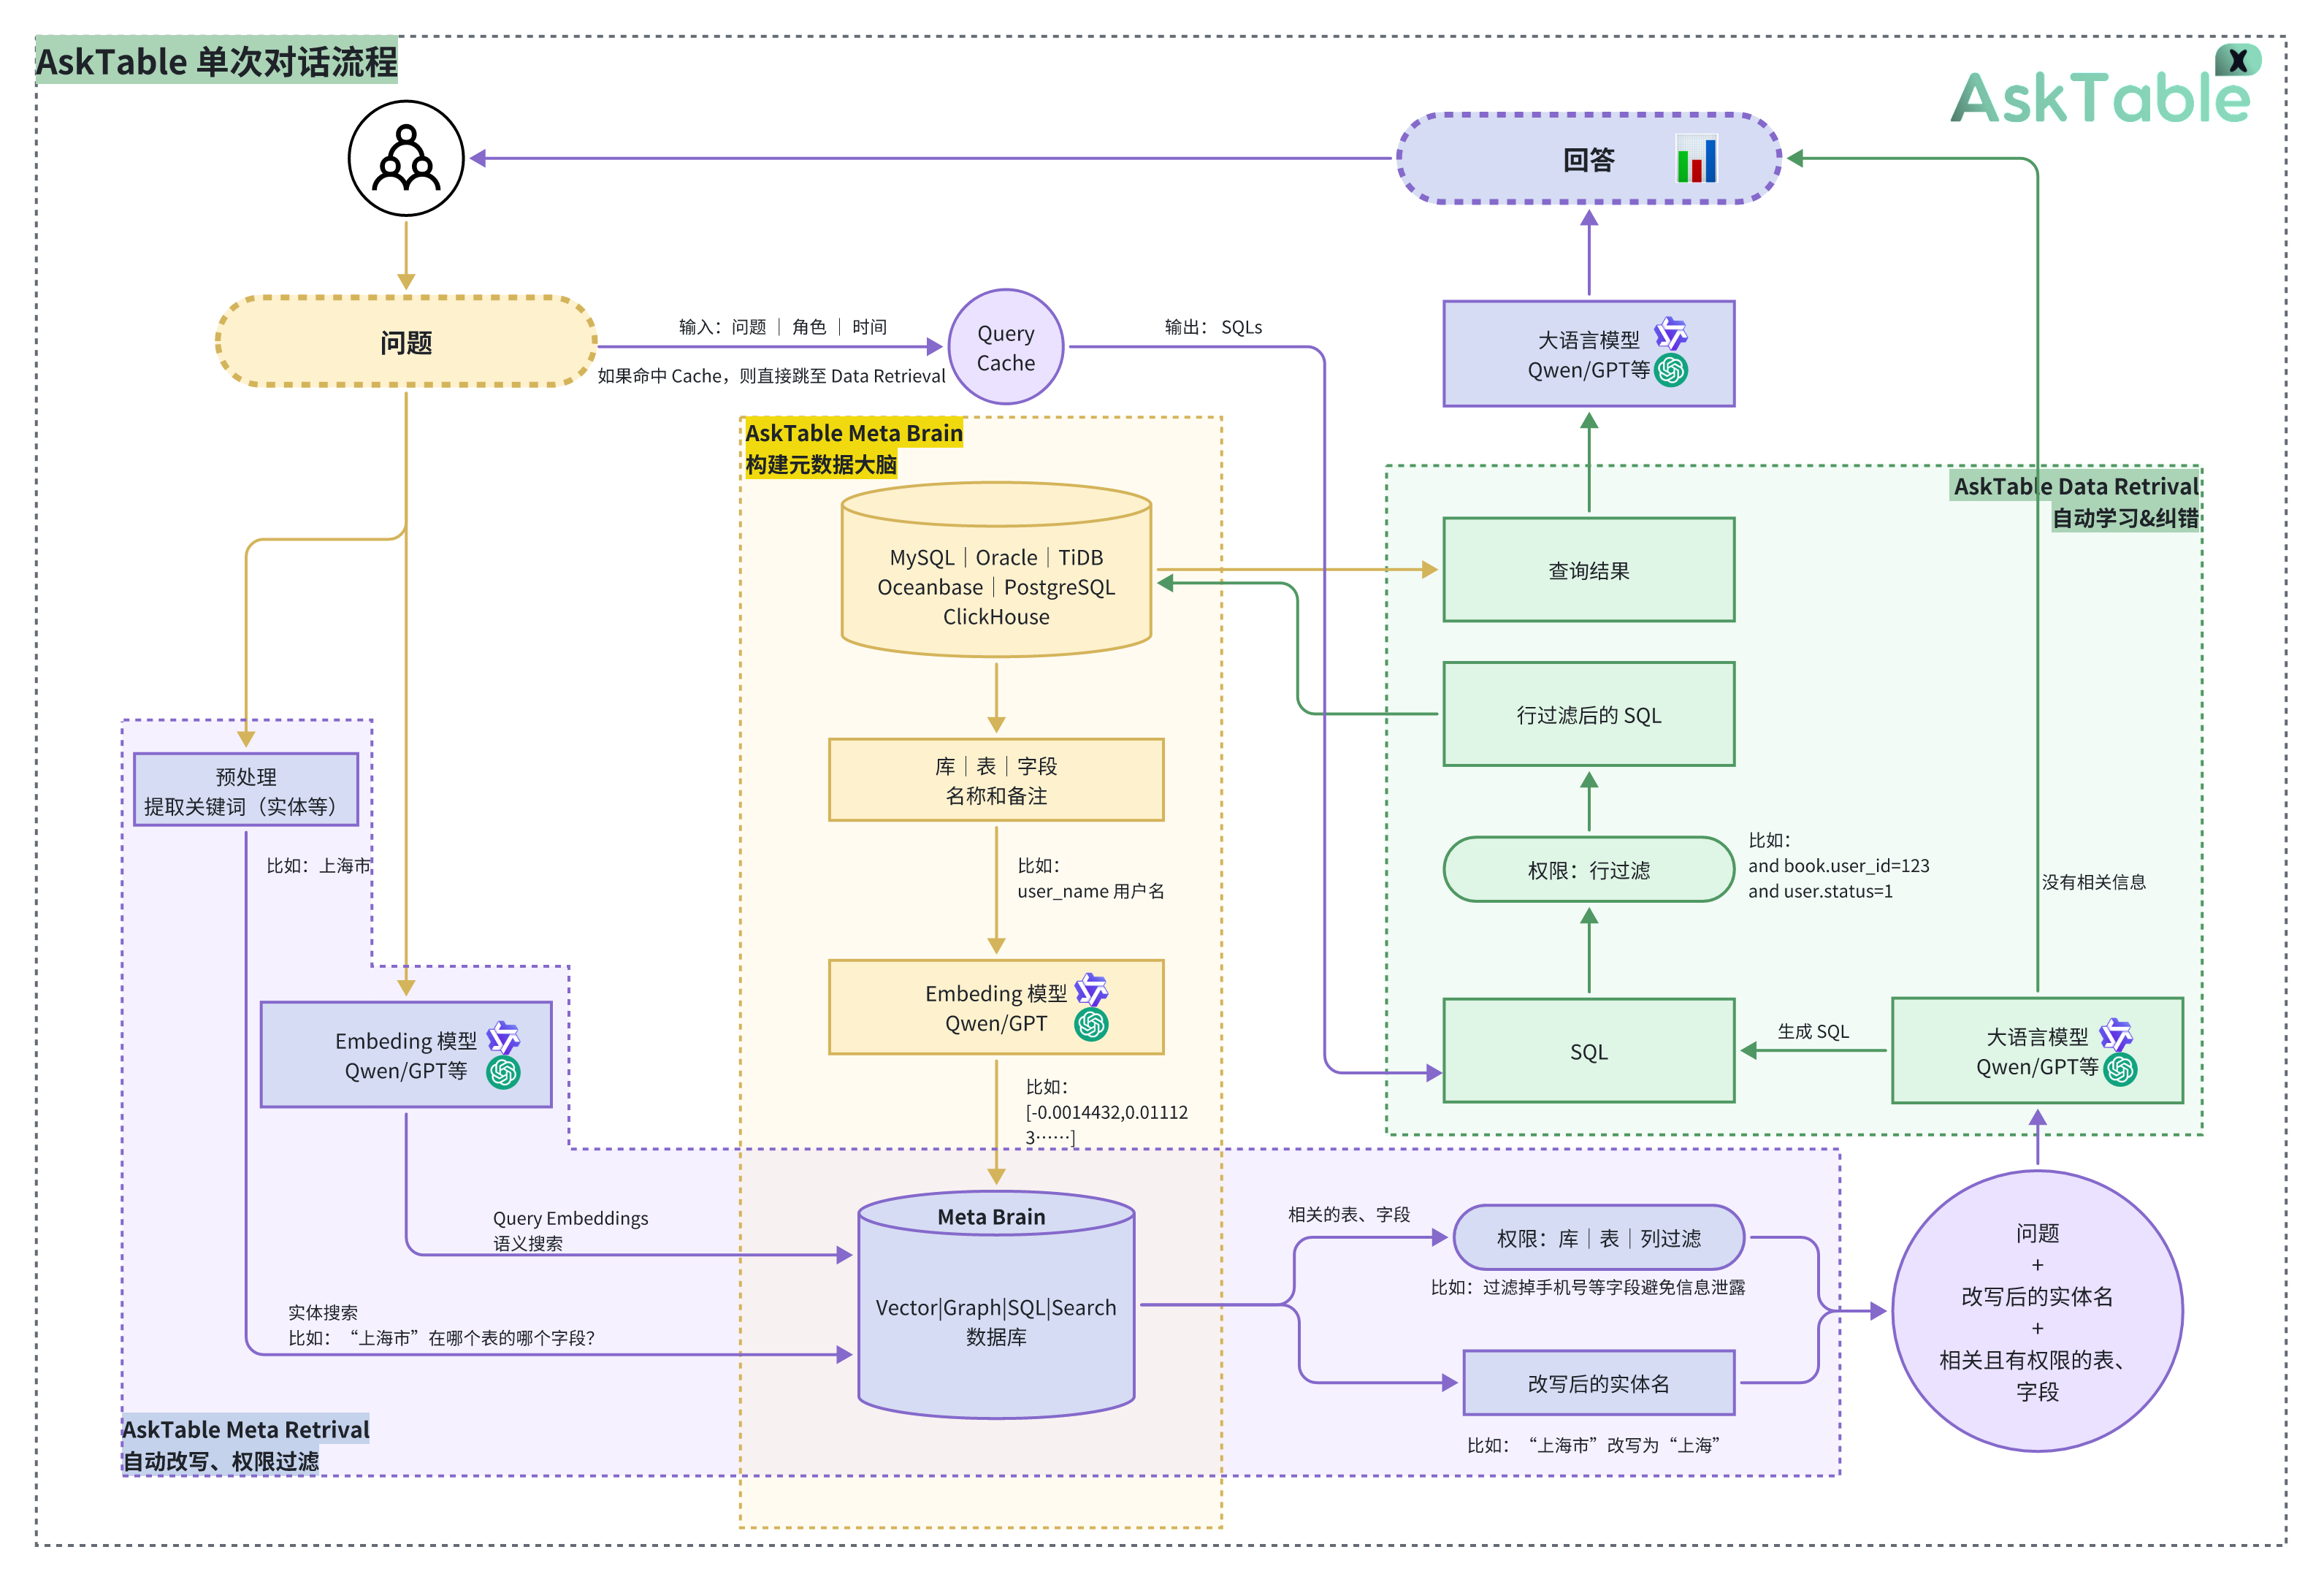 AskTable 单次对话流程
AskTable
回答
问题
输入：问题 ｜ 角色 ｜ 时间
如果命中 Cache，则直接跳至 Data Retrieval
Query
Cache
输出： SQLs
大语言模型
Qwen/GPT等
AskTable Meta Brain
构建元数据大脑
MySQL｜Oracle｜TiDB
Oceanbase｜PostgreSQL
ClickHouse
AskTable Data Retrival
自动学习&纠错
查询结果
行过滤后的 SQL
库｜表｜字段
名称和备注
预处理
提取关键词（实体等）
比如：上海市
比如：
user_name 用户名
权限：行过滤
比如：
and book.user_id=123
and user.status=1
没有相关信息
Embeding 模型
Qwen/GPT等
Embeding 模型
Qwen/GPT
SQL
生成 SQL
大语言模型
Qwen/GPT等
比如：
[-0.0014432,0.01112
3……]
Query Embeddings
语义搜索
实体搜索
比如：“上海市”在哪个表的哪个字段？
Meta Brain
Vector|Graph|SQL|Search
数据库
相关的表、字段
权限：库｜表｜列过滤
比如：过滤掉手机号等字段避免信息泄露
改写后的实体名
比如：“上海市”改写为“上海”
问题
+
改写后的实体名
+
相关且有权限的表、
字段
AskTable Meta Retrival
自动改写、权限过滤